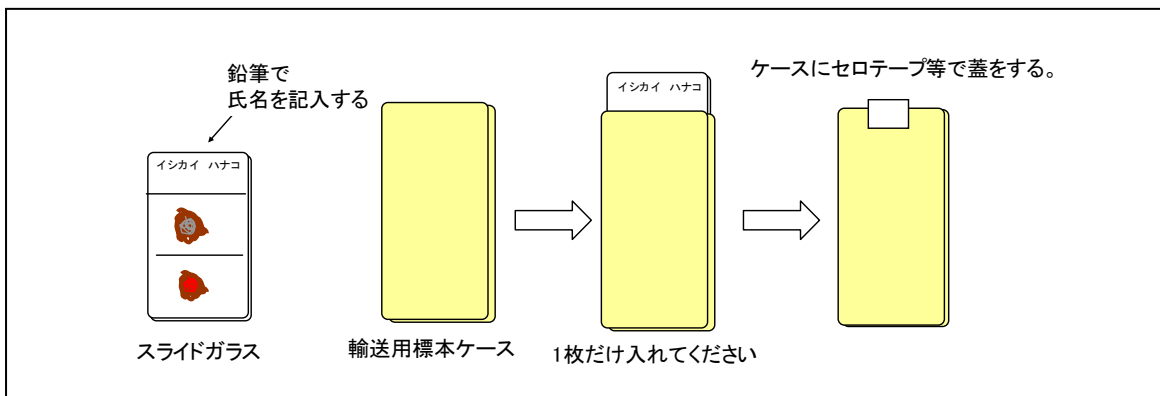 鉛筆で
氏名を記入する
イシカイ ハナコ
スライドガラス
輸送用標本ケース
イシカイ ハナコ
1枚だけ入れてください
ケースにセロテープ等で蓋をする。